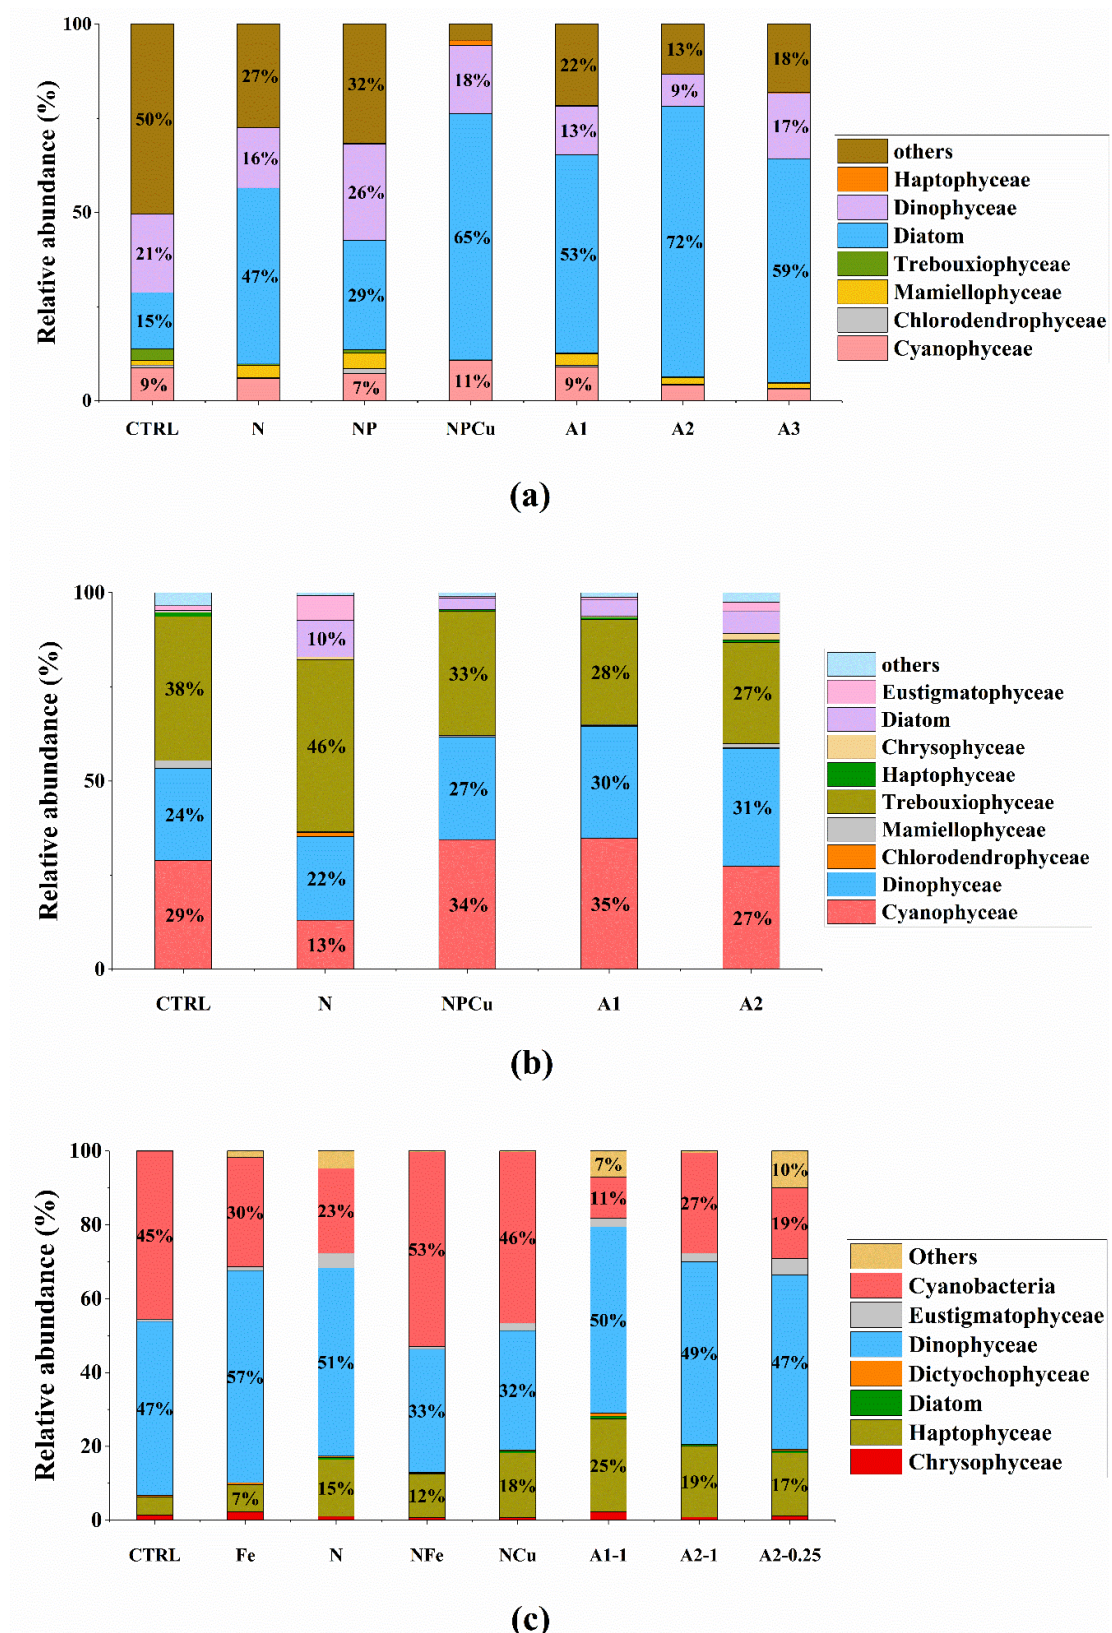 Relative abundance (%)
100
50
0
50%
21%
15%
9%
27%
16%
47%
32%
26%
29%
7%
18%
65%
11%
22%
13%
53%
9%
13%
9%
72%
18%
17%
59%
CTRL N NP NPCu A1 A2 A3
others
Haptophyceae
Dinophyceae
Diatom
Trebouxiophyceae
Mamiellophyceae
Chlorodendrophyceae
Cyanophyceae
(a)
Relative abundance (%)
100
50
0
38%
24%
29%
10%
46%
22%
13%
33%
27%
34%
28%
30%
35%
27%
31%
27%
CTRL N NPCu A1 A2
others
Eustigmatophyceae
Diatom
Chrysophyceae
Haptophyceae
Trebouxiophyceae
Mamiellophyceae
Chlorodendrophyceae
Dinophyceae
Cyanophyceae
(b)
Relative abundance (%)
100
80
60
40
20
0
45%
47%
30%
57%
7%
23%
51%
15%
53%
33%
12%
46%
32%
18%
7%
11%
50%
25%
27%
49%
19%
10%
19%
47%
17%
CTRL Fe N NFe NCu A1-1 A2-1 A2-0.25
Others
Cyanobacteria
Eustigmatophyceae
Dinophyceae
Dictyochophyceae
Diatom
Haptophyceae
Chrysophyceae
(c)